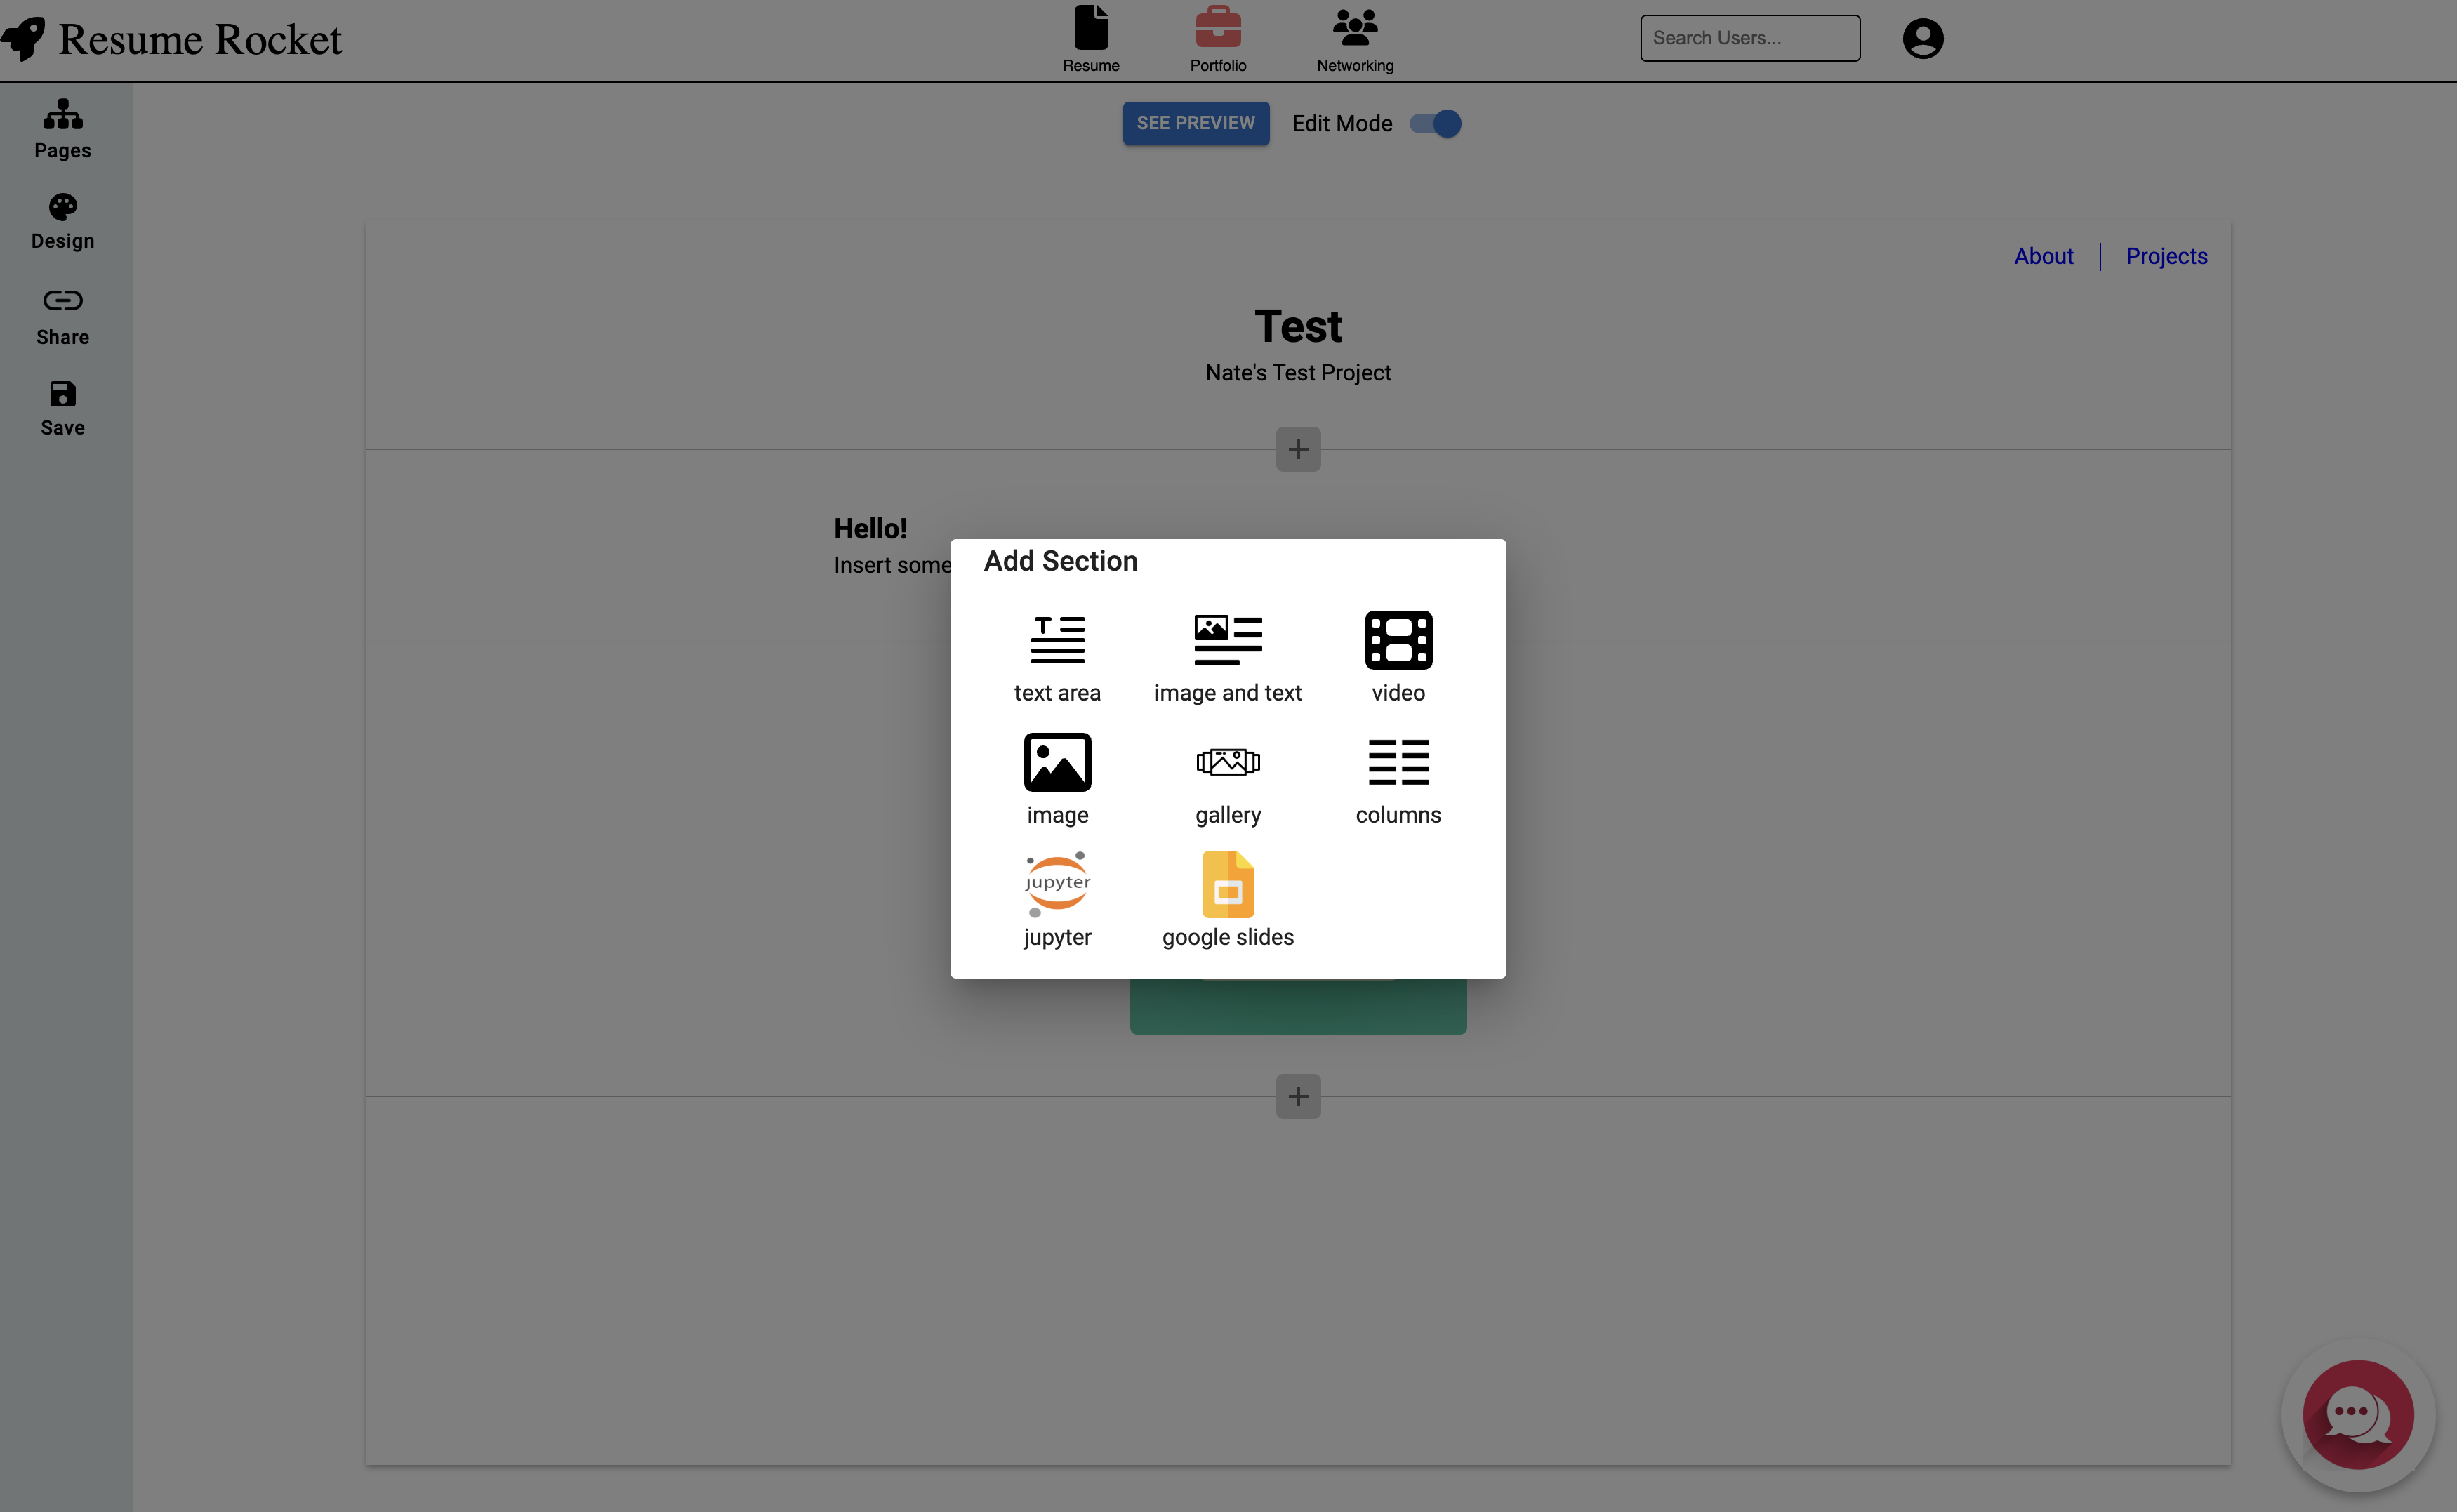 Resume Rocket
Resume
Portfolio
Networking
Search Users...
Pages
Design
Share
Save
SEE PREVIEW
Edit Mode
About
Projects
Test
Nate's Test Project
Hello!
Insert some
Add Section
text area
image and text
video
image
gallery
columns
jupyter
jupyter
google slides